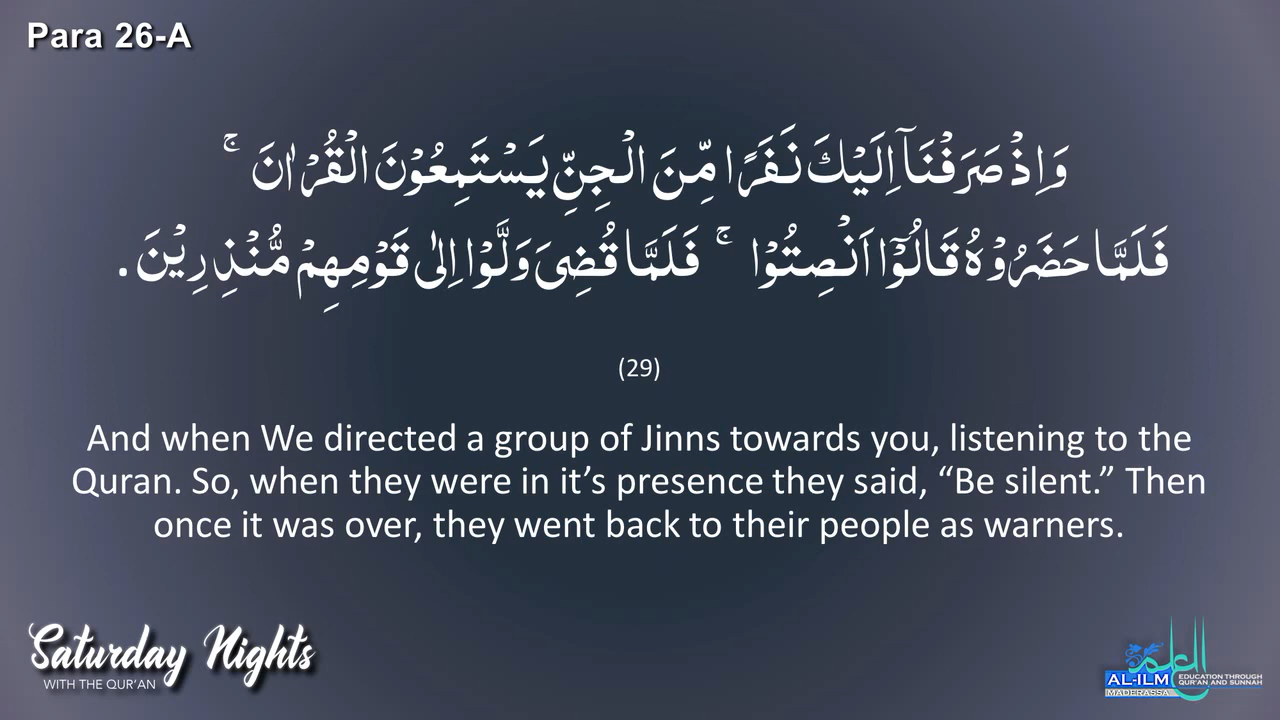 Para 26-A
وَاِذْ صَرَفْنَاۤ اِلَيْكَ نَفَرًا مِّنَ الْجِنِّ يَسْتَمِعُوْنَ الْقُرْاٰنَ ۚ
فَلَمَّا حَضَرُوْهُ قَالُوْۤا اَنْصِتُوْا ۚ فَلَمَّا قُضِیَ وَلَّوْا اِلٰى قَوْمِهِمْ مُّنْذِرِيْنَ .
(29)
And when We directed a group of Jinns towards you, listening to the
Quran. So, when they were in it’s presence they said, “Be silent.” Then
once it was over, they went back to their people as warners.
Saturday Nights
WITH THE QUR’AN
العلم
AL-ILM
MADERASSA
EDUCATION THROUGH
QUR'AN AND SUNNAH